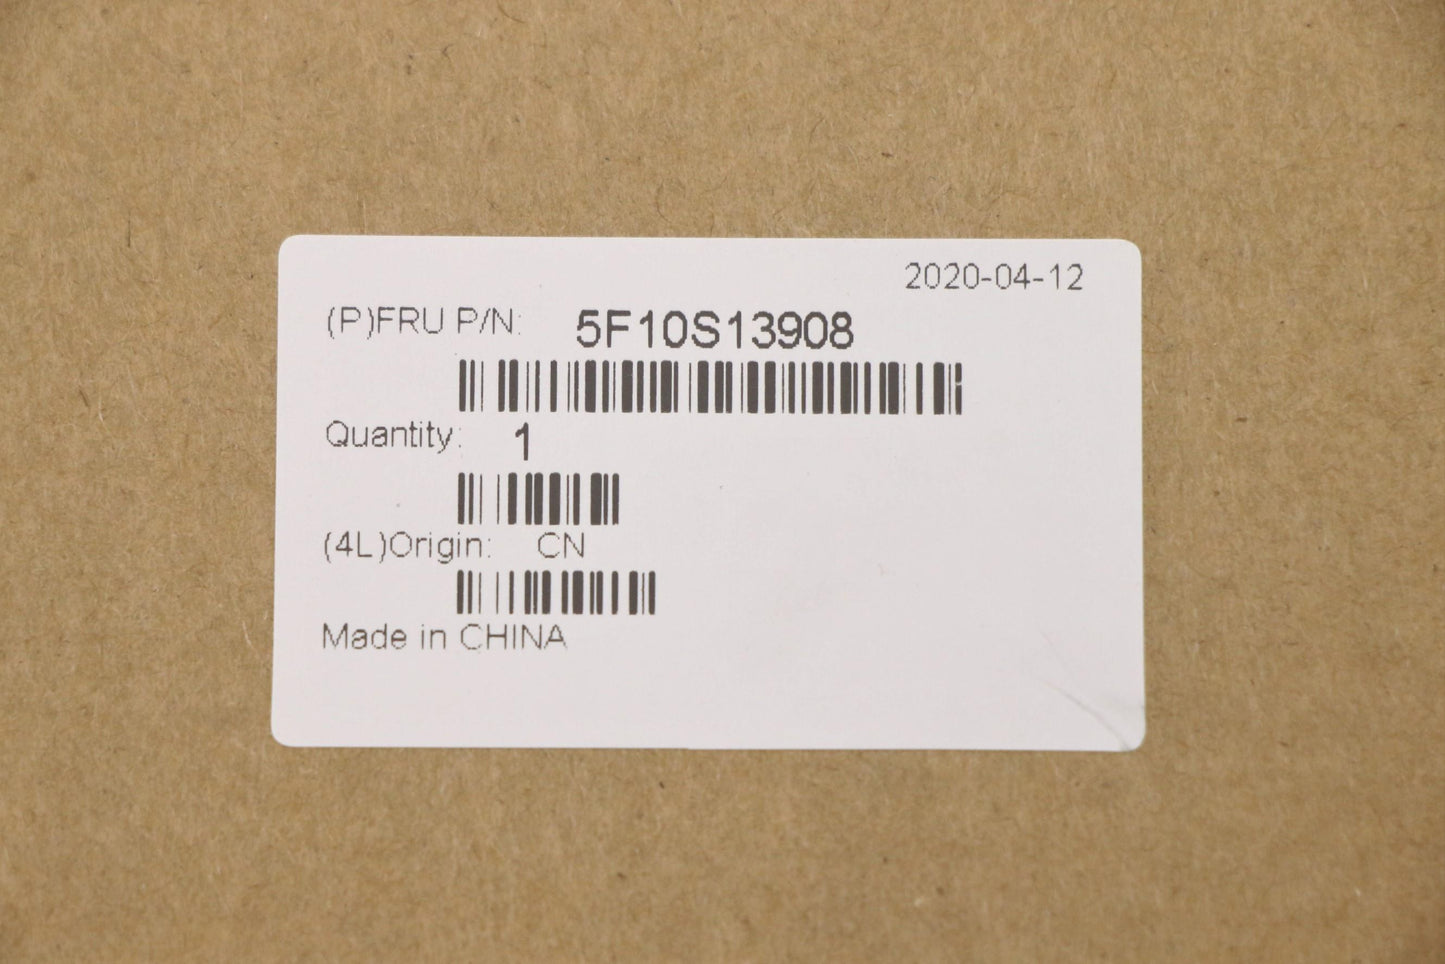 2020-04-12
(P)FRU P/N: 5F10S13908
Quantity: 1
(4L)Origin: CN
Made in CHINA